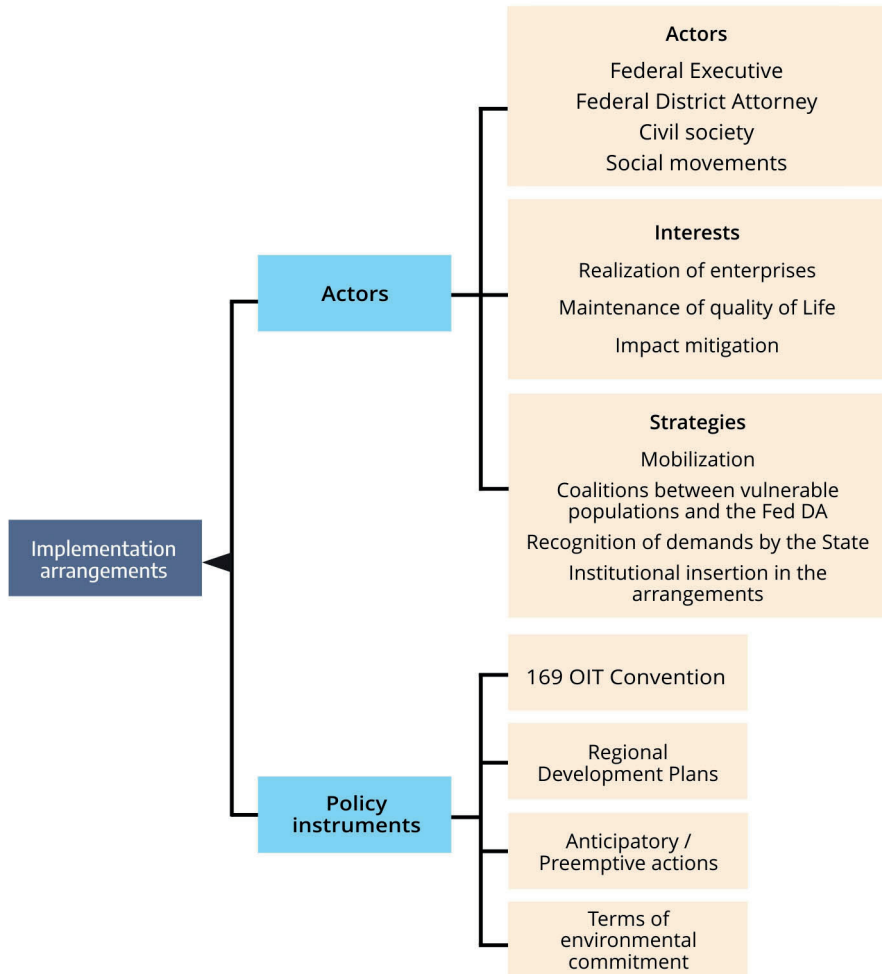 Implementation
arrangements
Actors
Actors
Federal Executive
Federal District Attorney
Civil society
Social movements
Interests
Realization of enterprises
Maintenance of quality of Life
Impact mitigation
Strategies
Mobilization
Coalitions between vulnerable
populations and the Fed DA
Recognition of demands by the State
Institutional insertion in the
arrangements
Policy
instruments
169 OIT Convention
Regional
Development Plans
Anticipatory /
Preemptive actions
Terms of
environmental
commitment